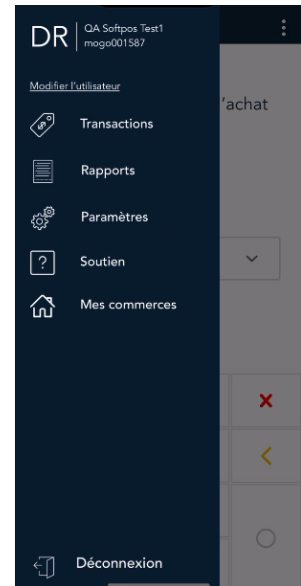 DR
QA Softpos Test1
mogo001587
Modifier l'utilisateur
'achat
Transactions
Rapports
Paramètres
?
Soutien
Mes commerces
Déconnexion